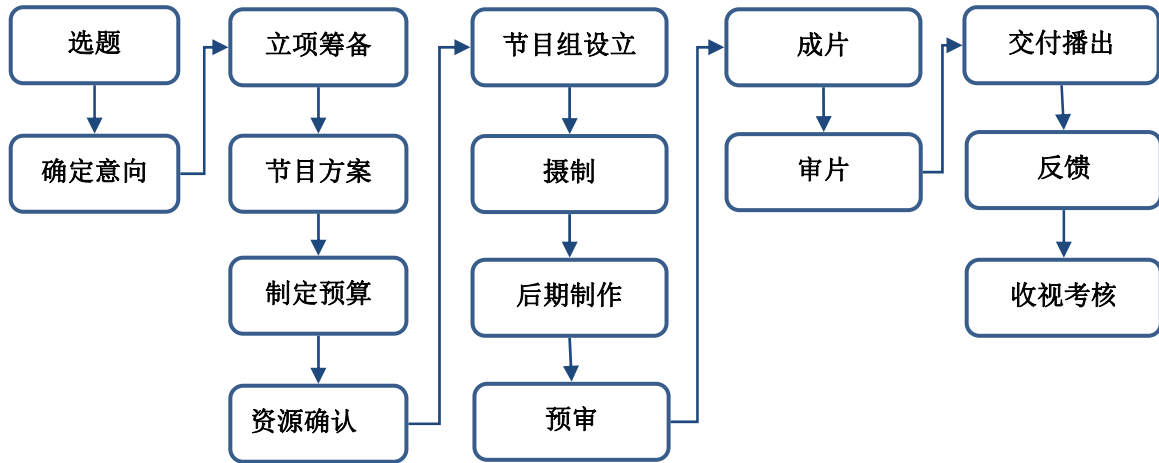 选题
确定意向
立项筹备
节目方案
制定预算
资源确认
节目组设立
摄制
后期制作
预审
成片
审片
交付播出
反馈
收视考核